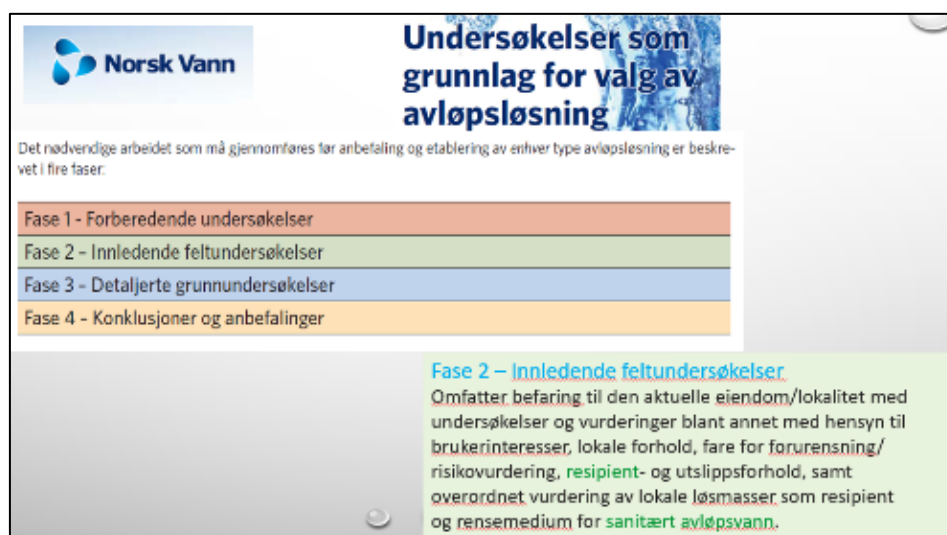 Norsk Vann
Undersøkelser som
grunnlag for valg av
avløpsløsning
Det nødvendige arbeidet som må gjennomføres før anbefaling og etablering av enhver type avløpsløsning er beskre-
vet i fire faser:
Fase 1 - Forberedende undersøkelser
Fase 2 - Innledende feltundersøkelser
Fase 3 - Detaljerte grunnundersøkelser
Fase 4 - Konklusjoner og anbefalinger
Fase 2 – Innledende feltundersøkelser
Omfatter befaring til den aktuelle eiendom/lokalitet med
undersøkelser og vurderinger blant annet med hensyn til
brukerinteresser, lokale forhold, fare for forurensning/
risikovurdering, resipient- og utslippsforhold, samt
overordnet vurdering av lokale løsmasser som resipient
og rensemedium for sanitært avløpsvann.